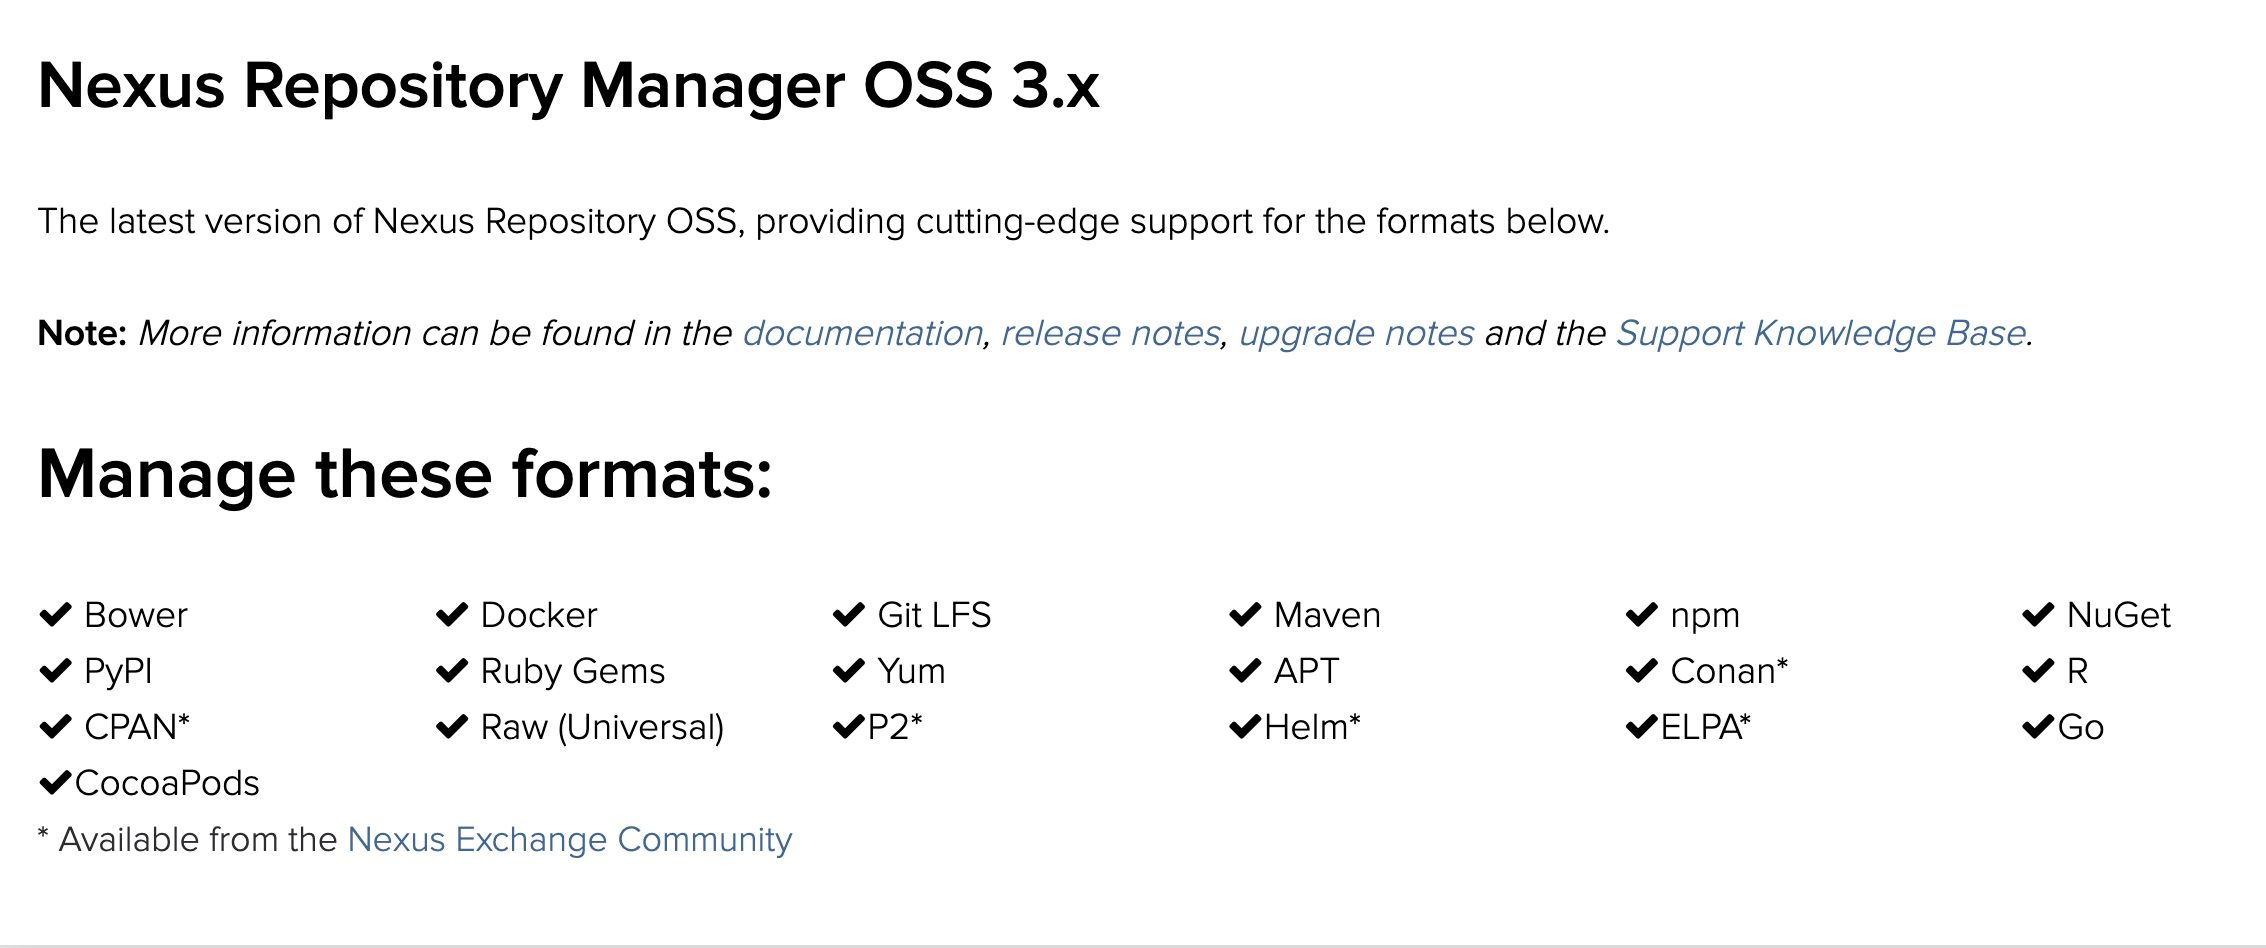 Nexus Repository Manager OSS 3.x
The latest version of Nexus Repository OSS, providing cutting-edge support for the formats below.
Note: More information can be found in the documentation, release notes, upgrade notes and the Support Knowledge Base.
Manage these formats:
✔ Bower ✔ Docker ✔ Git LFS ✔ Maven ✔ npm ✔ NuGet
✔ PyPI ✔ Ruby Gems ✔ Yum ✔ APT ✔ Conan* ✔ R
✔ CPAN* ✔ Raw (Universal) ✔P2* ✔Helm* ✔ELPA* ✔Go
✔CocoaPods
* Available from the Nexus Exchange Community